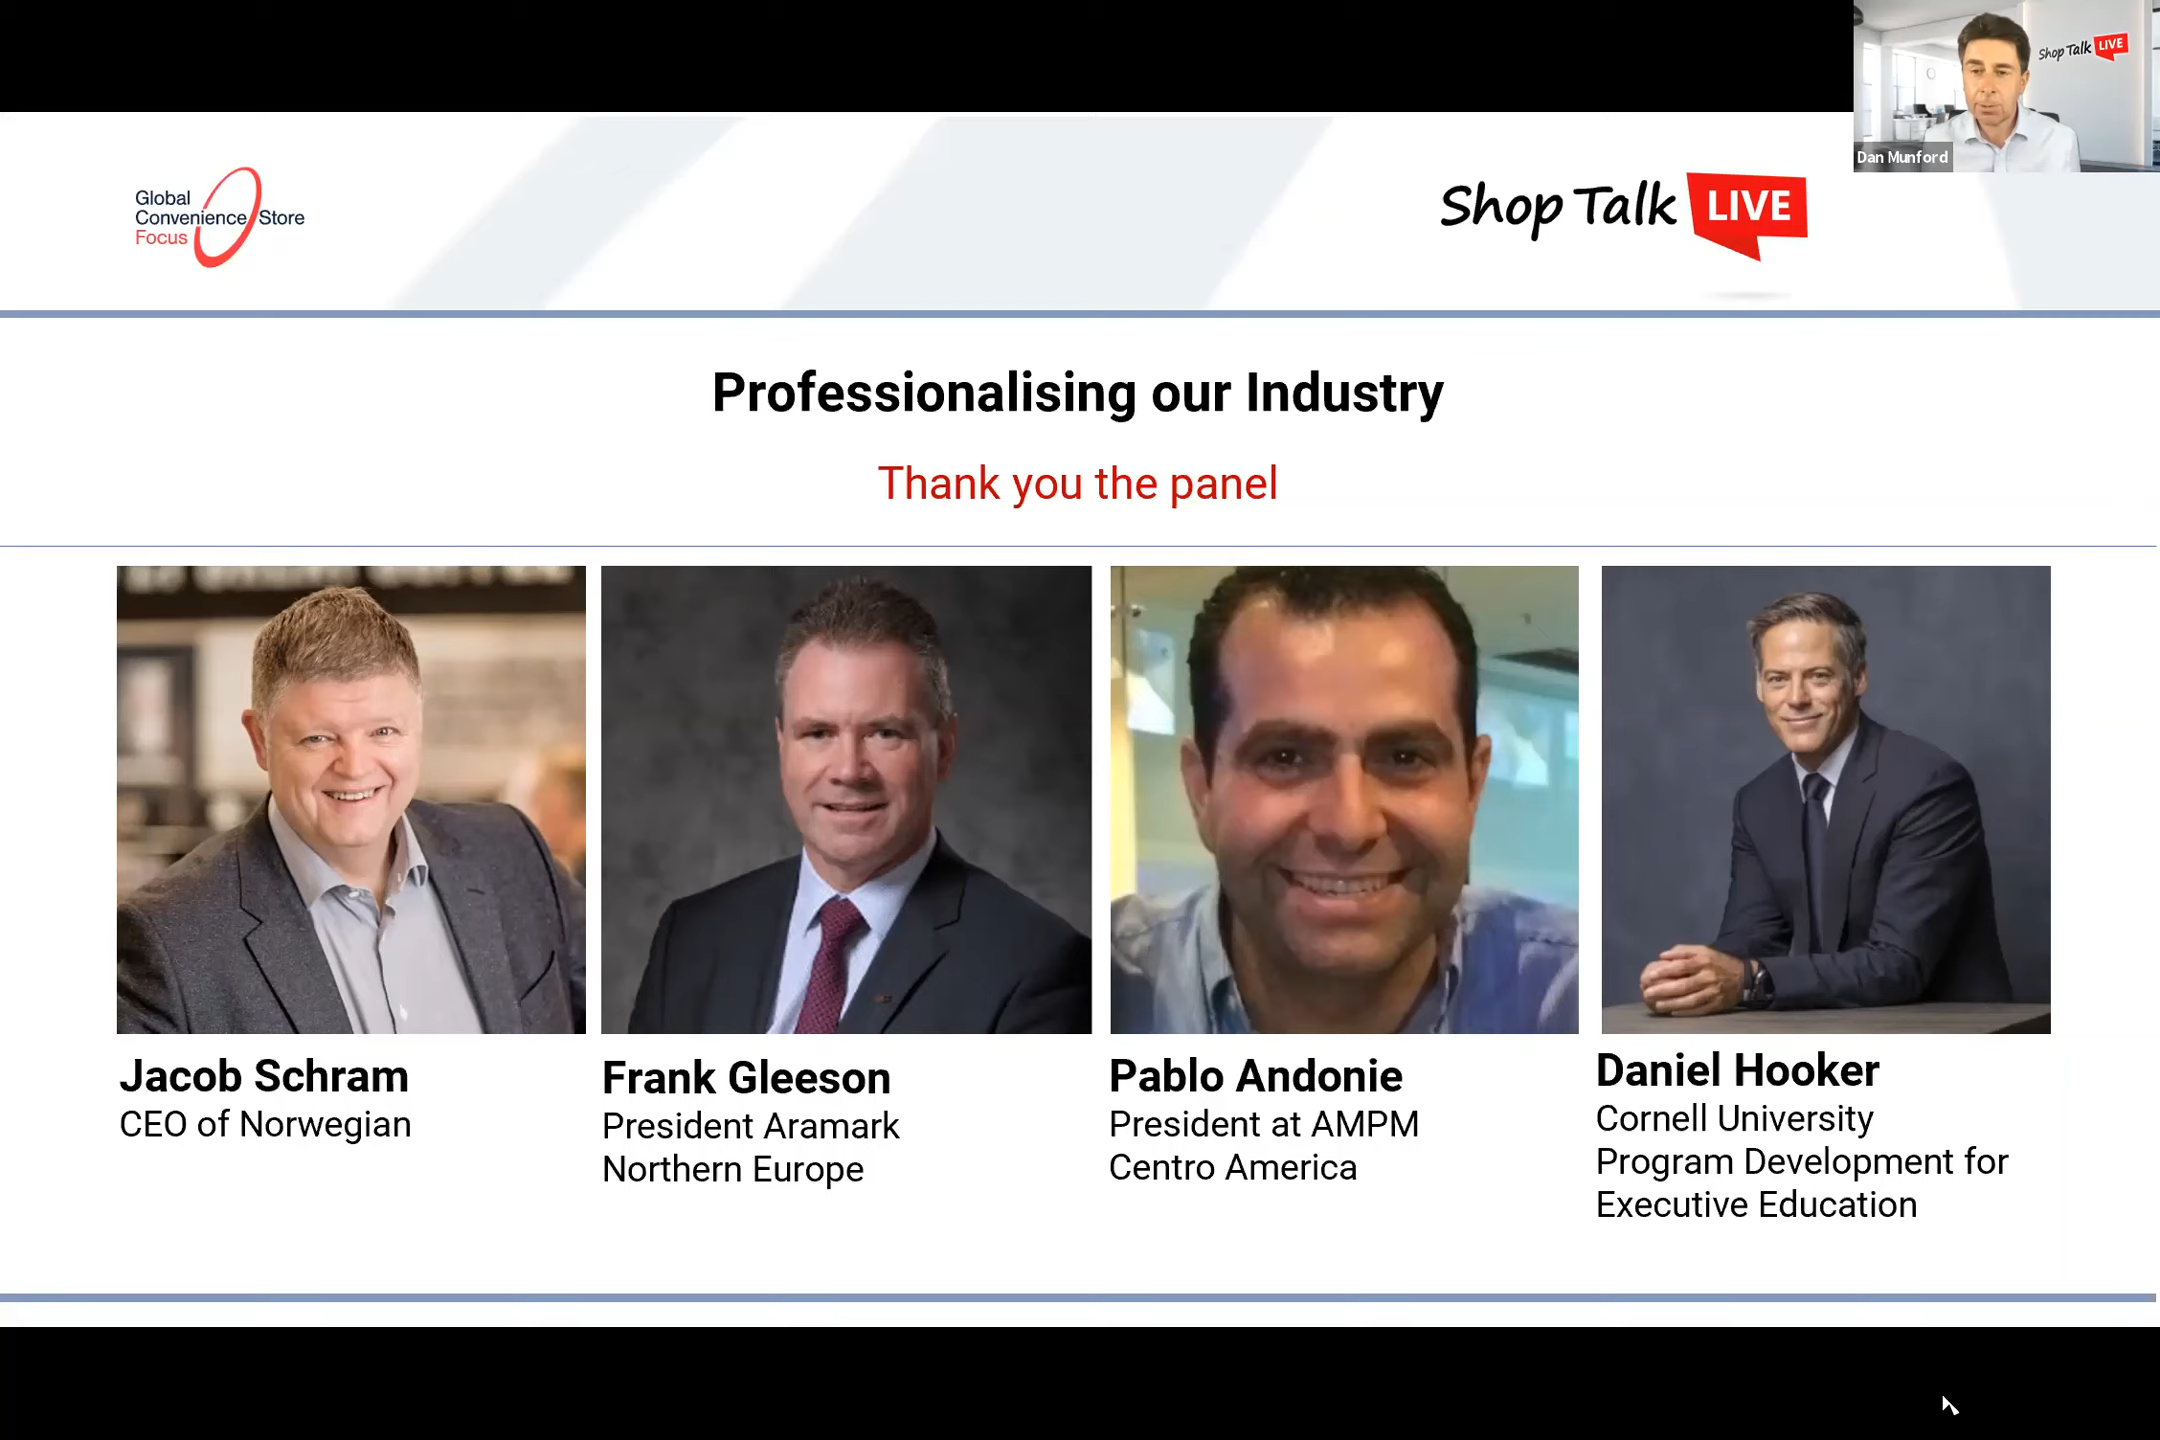 Shop Talk LIVE
Dan Munford
Global
Convenience Store
Focus
Shop Talk LIVE
Professionalising our Industry
Thank you the panel
Jacob Schram
CEO of Norwegian
Frank Gleeson
President Aramark
Northern Europe
Pablo Andonie
President at AMPM
Centro America
Daniel Hooker
Cornell University
Program Development for
Executive Education